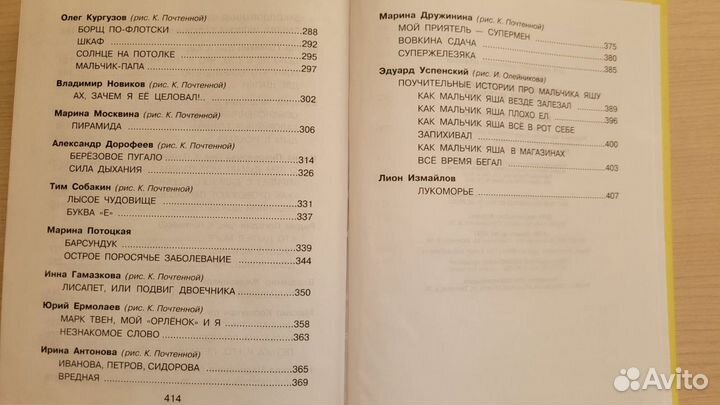 Олег Кургузов (рис. К. Почтенной)
БОРЩ ПО-ФЛОТСКИ 288
ШКАФ 292
СОЛНЦЕ НА ПОТОЛКЕ 295
МАЛЬЧИК-ПАПА 297
Владимир Новиков (рис. К. Почтенной)
АХ, ЗАЧЕМ Я ЕЁ ЦЕЛОВАЛ!.. 302
Марина Москвина (рис. К. Почтенной)
ПИРАМИДА 306
Александр Дорофеев (рис. К. Почтенной)
БЕРЕЗОВОЕ ПУГАЛО 314
СИЛА ДЫХАНИЯ 326
Тим Собакин (рис. К. Почтенной)
ЛЫСОЕ ЧУДОВИЩЕ 331
БУКВА «Е» 337
Марина Потоцкая
БАРСУНДУК 339
ОСТРОЕ ПОРОСЯЧЬЕ ЗАБОЛЕВАНИЕ 344
Инна Гамазкова (рис. К. Почтенной)
ЛИСАПЕТ, ИЛИ ПОДВИГ ДВОЕЧНИКА 350
Юрий Ермолаев (рис. К. Почтенной)
МАРК ТВЕН, МОЙ «ОРЛЁНОК» И Я 358
НЕЗНАКОМОЕ СЛОВО 363
Ирина Антонова (рис. К. Почтенной)
ИВАНОВА, ПЕТРОВ, СИДОРОВА 365
ВРЕДНАЯ 369
414
Марина Дружинина (рис. К. Почтенной)
МОЙ ПРИЯТЕЛЬ — СУПЕРМЕН 375
ВОВКИНА СДАЧА 380
СУПЕРЖЕЛЕЗЯКА 385
Эдуард Успенский (рис. И. Олейникова)
ПОУЧИТЕЛЬНЫЕ ИСТОРИИ ПРО МАЛЬЧИКА ЯШУ
КАК МАЛЬЧИК ЯША ВЕЗДЕ ЗАЛЕЗАЛ 389
КАК МАЛЬЧИК ЯША ПЛОХО ЕЛ 396
КАК МАЛЬЧИК ЯША ВСЁ В РОТ СЕБЕ
ЗАПИХИВАЛ 400
КАК МАЛЬЧИК ЯША В МАГАЗИНАХ
ВСЁ ВРЕМЯ БЕГАЛ 403
Лион Измайлов
ЛУКОМОРЬЕ 407
Avito